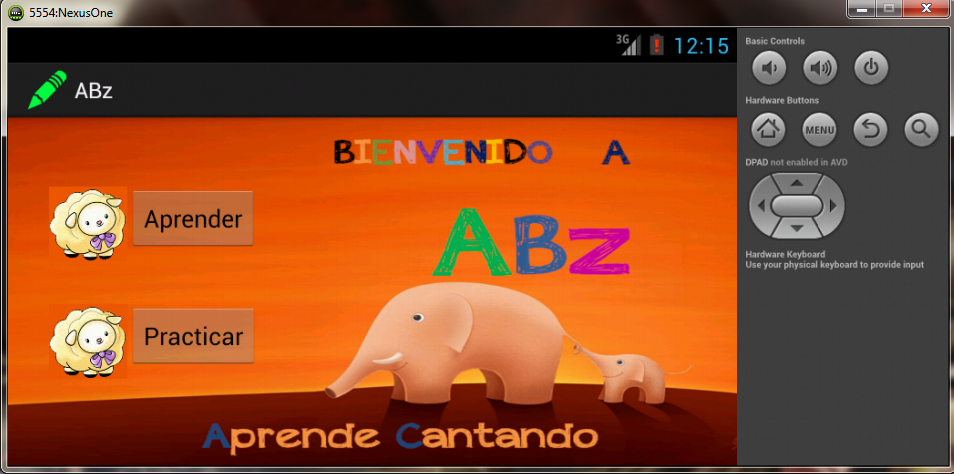 5554:NexusOne
3G 12:15
ABz
BIENVENIDO A
Aprender
ABz
Practicar
Aprende Cantando
Basic Controls
Hardware Buttons
MENU
DPAD not enabled in AVD
Hardware Keyboard
Use your physical keyboard to provide input